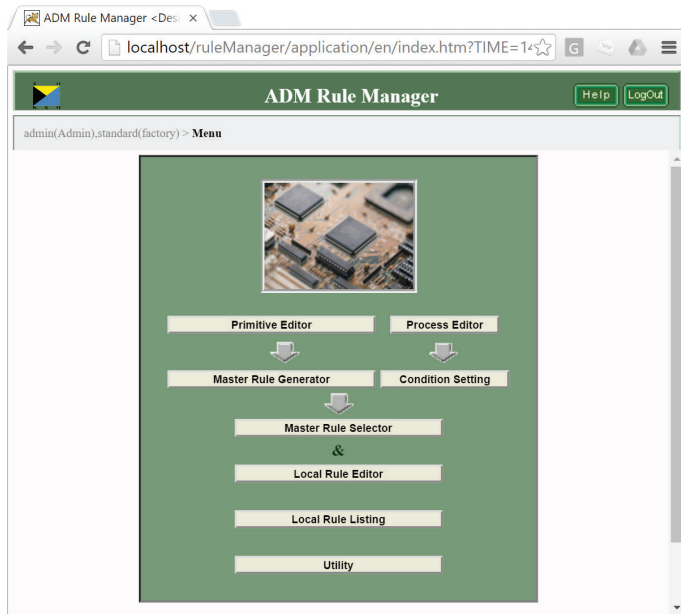 ADM Rule Manager <Des
localhost/ruleManager/application/en/index.htm?TIME=14
G
ADM Rule Manager
Help LogOut
admin(Admin),standard(factory) > Menu
Primitive Editor Process Editor
Master Rule Generator Condition Setting
Master Rule Selector
&
Local Rule Editor
Local Rule Listing
Utility